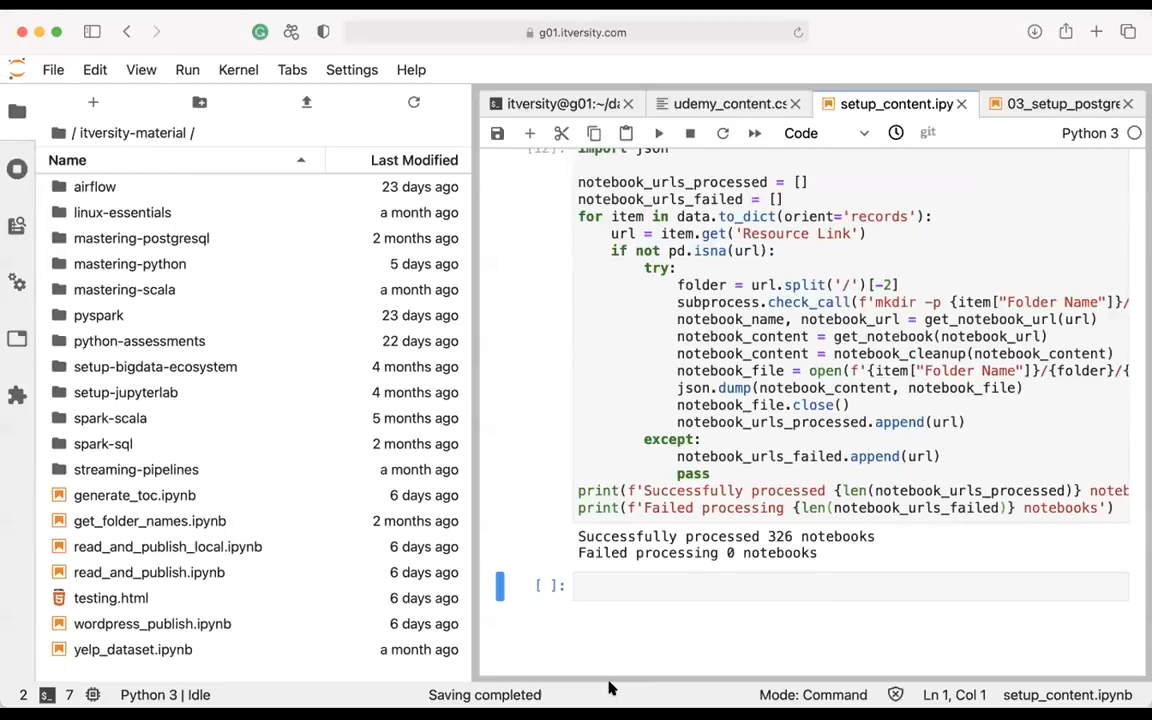 g01.itversity.com
File Edit View Run Kernel Tabs Settings Help
/ itversity-material /
Name Last Modified
airflow 23 days ago
linux-essentials a month ago
mastering-postgresql 2 months ago
mastering-python 5 days ago
mastering-scala a month ago
pyspark 23 days ago
python-assessments 22 days ago
setup-bigdata-ecosystem 4 months ago
setup-jupyterlab 4 months ago
spark-scala 5 months ago
spark-sql 2 months ago
streaming-pipelines a month ago
generate_toc.ipynb 6 days ago
get_folder_names.ipynb 2 months ago
read_and_publish_local.ipynb 6 days ago
read_and_publish.ipynb 6 days ago
testing.html 6 days ago
wordpress_publish.ipynb 6 days ago
yelp_dataset.ipynb a month ago
itversity@g01:~/da udemy_content.cs setup_content.ipy 03_setup_postgre
Code git Python 3
[12]: import json
notebook_urls_processed = []
notebook_urls_failed = []
for item in data.to_dict(orient='records'):
    url = item.get('Resource Link')
    if not pd.isna(url):
        try:
            folder = url.split('/')[-2]
            subprocess.check_call(f'mkdir -p {item["Folder Name"]}/
            notebook_name, notebook_url = get_notebook_url(url)
            notebook_content = get_notebook(notebook_url)
            notebook_content = notebook_cleanup(notebook_content)
            notebook_file = open(f'{item["Folder Name"]}/{folder}/{
            json.dump(notebook_content, notebook_file)
            notebook_file.close()
            notebook_urls_processed.append(url)
        except:
            notebook_urls_failed.append(url)
            pass
print(f'Successfully processed {len(notebook_urls_processed)} noteb
print(f'Failed processing {len(notebook_urls_failed)} notebooks')
Successfully processed 326 notebooks
Failed processing 0 notebooks
[ ]:
2 7 Python 3 | Idle Saving completed Mode: Command Ln 1, Col 1 setup_content.ipynb